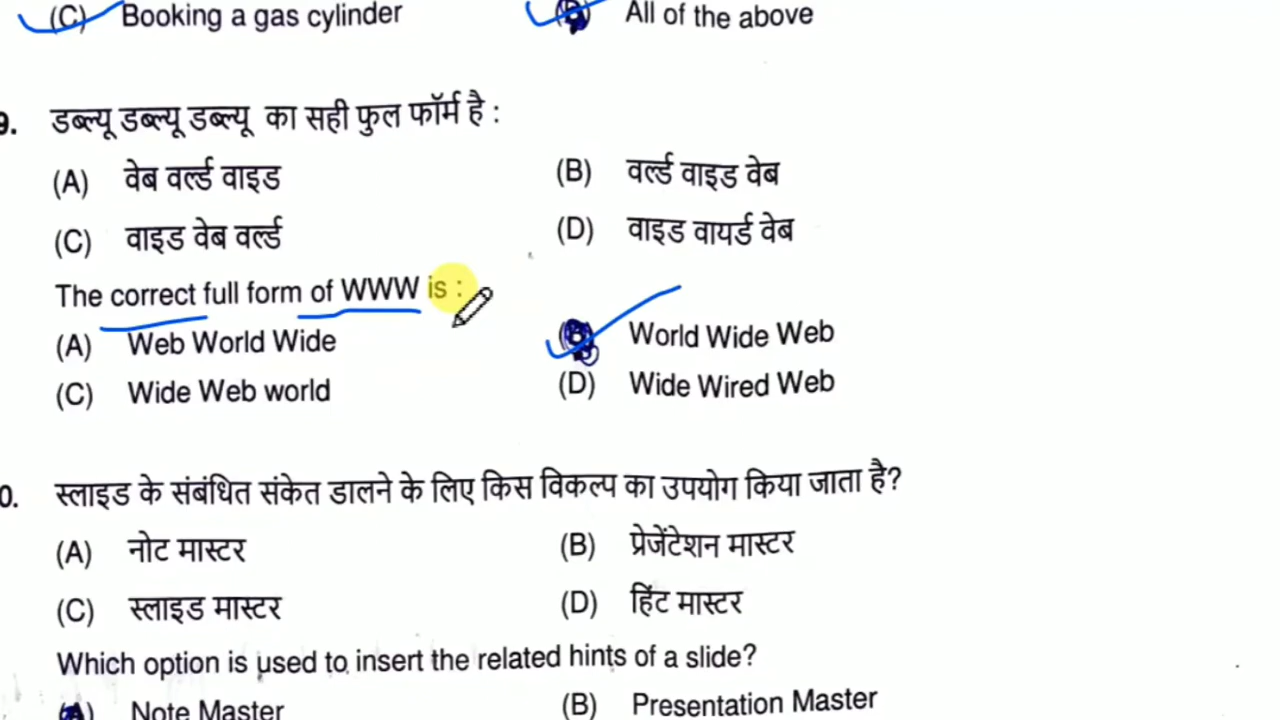 (C) Booking a gas cylinder (D) All of the above
9. डब्ल्यू डब्ल्यू डब्ल्यू का सही फुल फॉर्म है :
(A) वेब वर्ल्ड वाइड (B) वर्ल्ड वाइड वेब
(C) वाइड वेब वर्ल्ड (D) वाइड वायर्ड वेब
The correct full form of WWW is :
(A) Web World Wide (B) World Wide Web
(C) Wide Web world (D) Wide Wired Web
0. स्लाइड के संबंधित संकेत डालने के लिए किस विकल्प का उपयोग किया जाता है?
(A) नोट मास्टर (B) प्रेजेंटेशन मास्टर
(C) स्लाइड मास्टर (D) हिंट मास्टर
Which option is used to insert the related hints of a slide?
(A) Note Master (B) Presentation Master